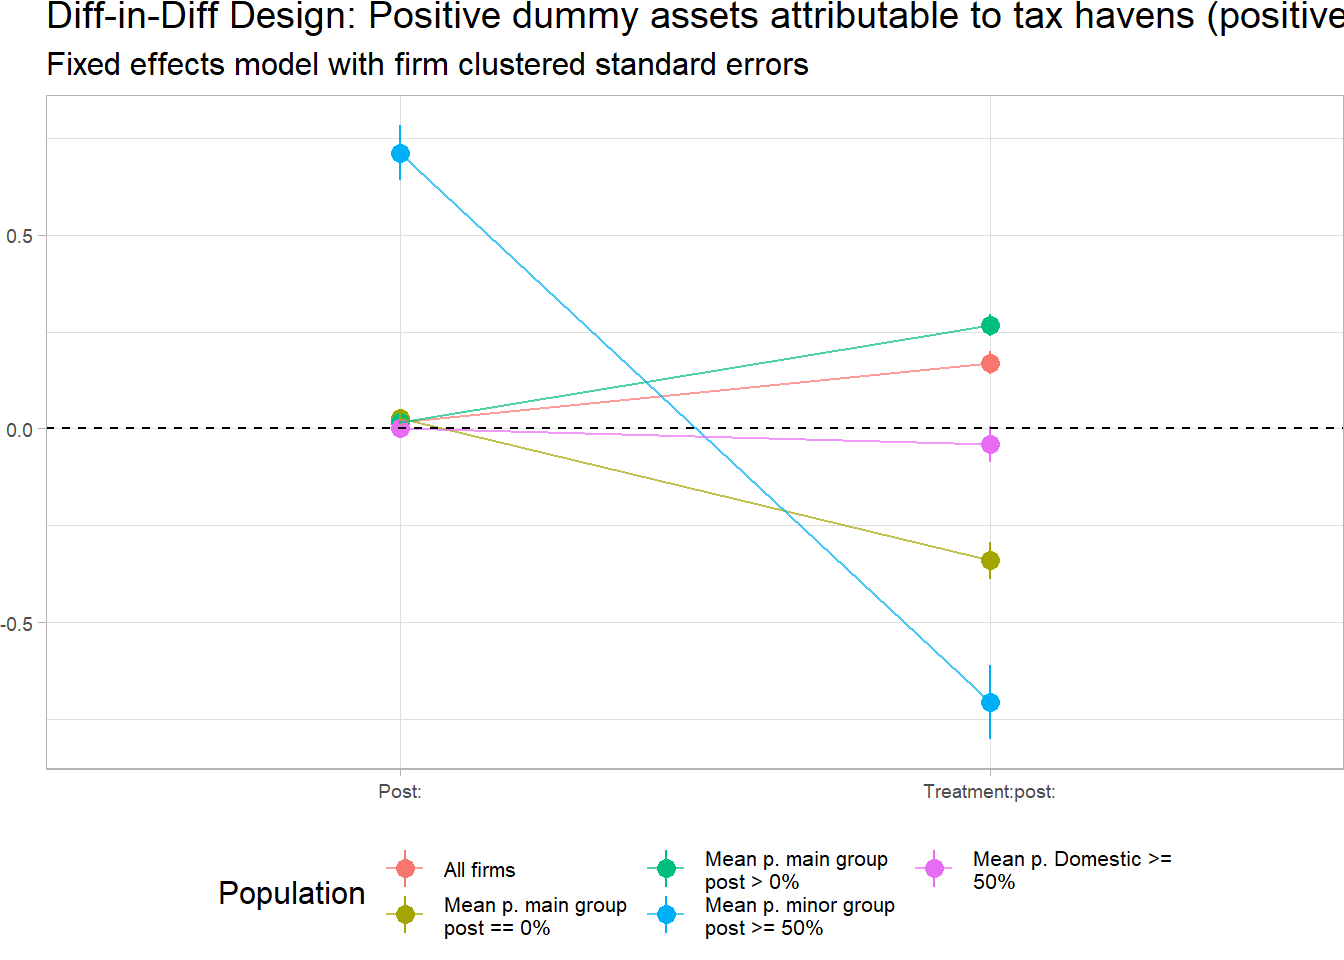 Diff-in-Diff Design: Positive dummy assets attributable to tax havens (positive
Fixed effects model with firm clustered standard errors
0.5
0.0
-0.5
Post:
Treatment:post:
Population
All firms
Mean p. main group
post == 0%
Mean p. main group
post > 0%
Mean p. minor group
post >= 50%
Mean p. Domestic >=
50%